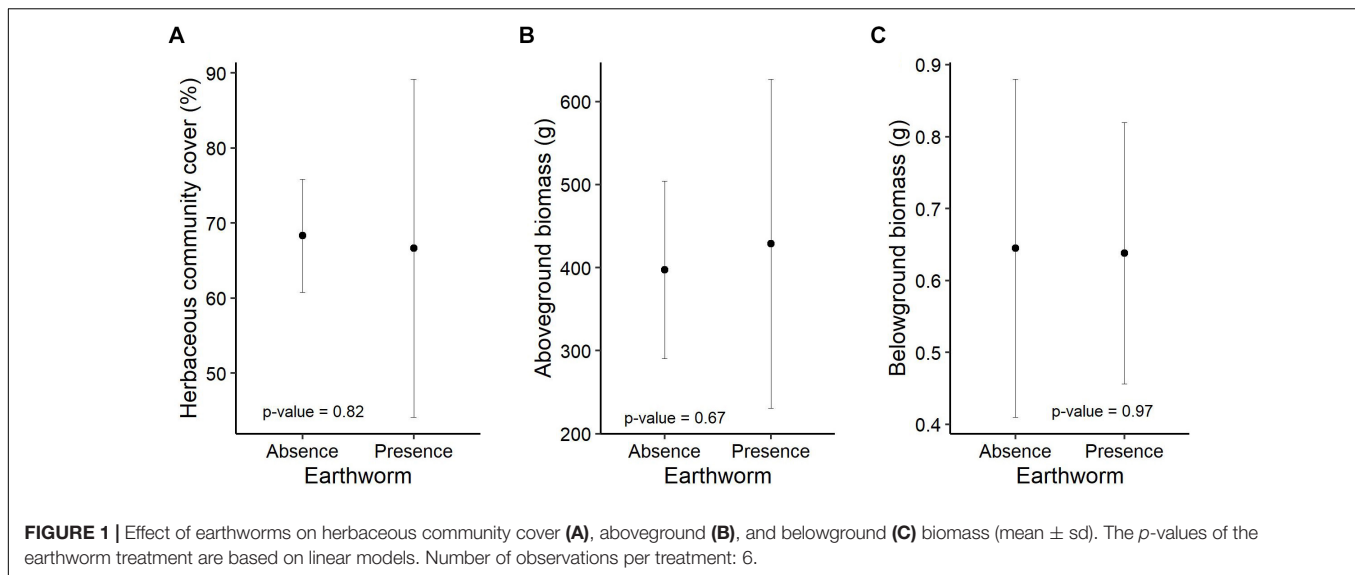 A
Herbaceous community cover (%)
90
80
70
60
50
p-value = 0.82
Absence Presence
Earthworm
B
Aboveground biomass (g)
600
500
400
300
200
p-value = 0.67
Absence Presence
Earthworm
C
Belowground biomass (g)
0.9
0.8
0.7
0.6
0.5
0.4
p-value = 0.97
Absence Presence
Earthworm
FIGURE 1 | Effect of earthworms on herbaceous community cover (A), aboveground (B), and belowground (C) biomass (mean ± sd). The p-values of the
earthworm treatment are based on linear models. Number of observations per treatment: 6.